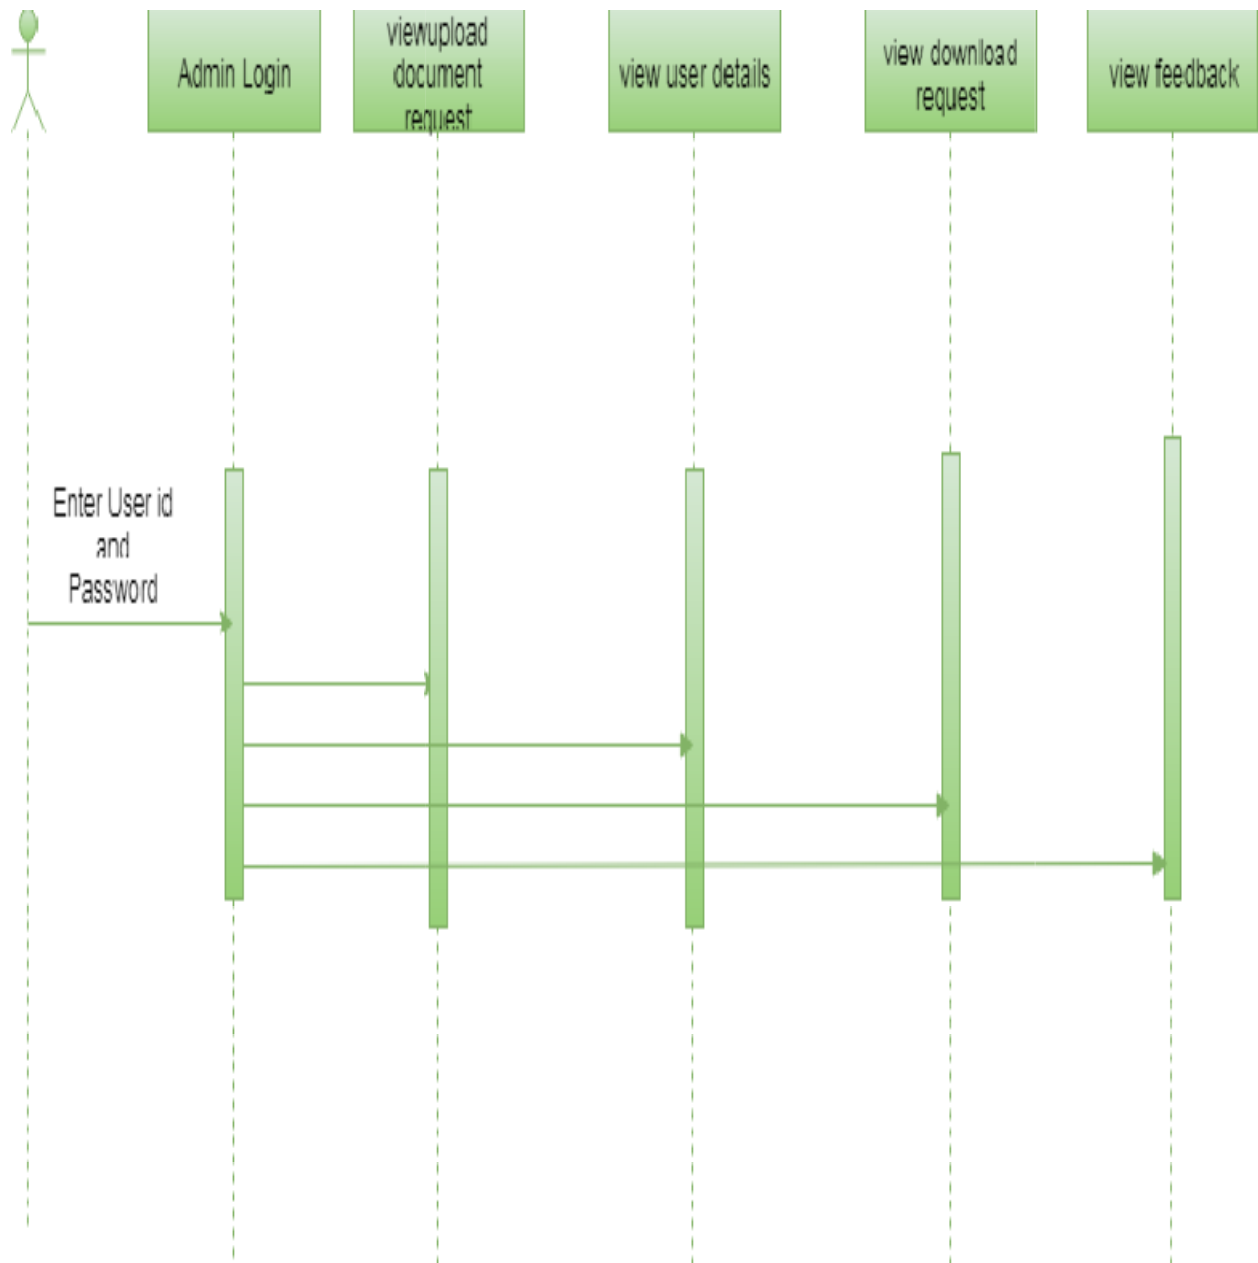 Admin Login
viewupload
document
request
view user details
view download
request
view feedback
Enter User id
and
Password